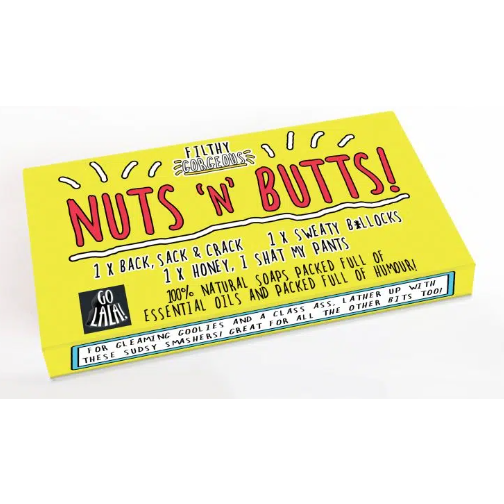 FILTHY
GORGEOUS
NUTS 'N' BUTTS!
1 X BACK, SACK & CRACK 1 X SWEATY B*LLOCKS
1 X HONEY, I SHAT MY PANTS
100% NATURAL SOAPS PACKED FULL OF
ESSENTIAL OILS AND PACKED FULL OF HUMOUR!
GO
LALA!
FOR GLEAMING GOOLIES AND A CLASS ASS, LATHER UP WITH
THESE SUDSY SMASHERS! GREAT FOR ALL THE OTHER BITS TOO!